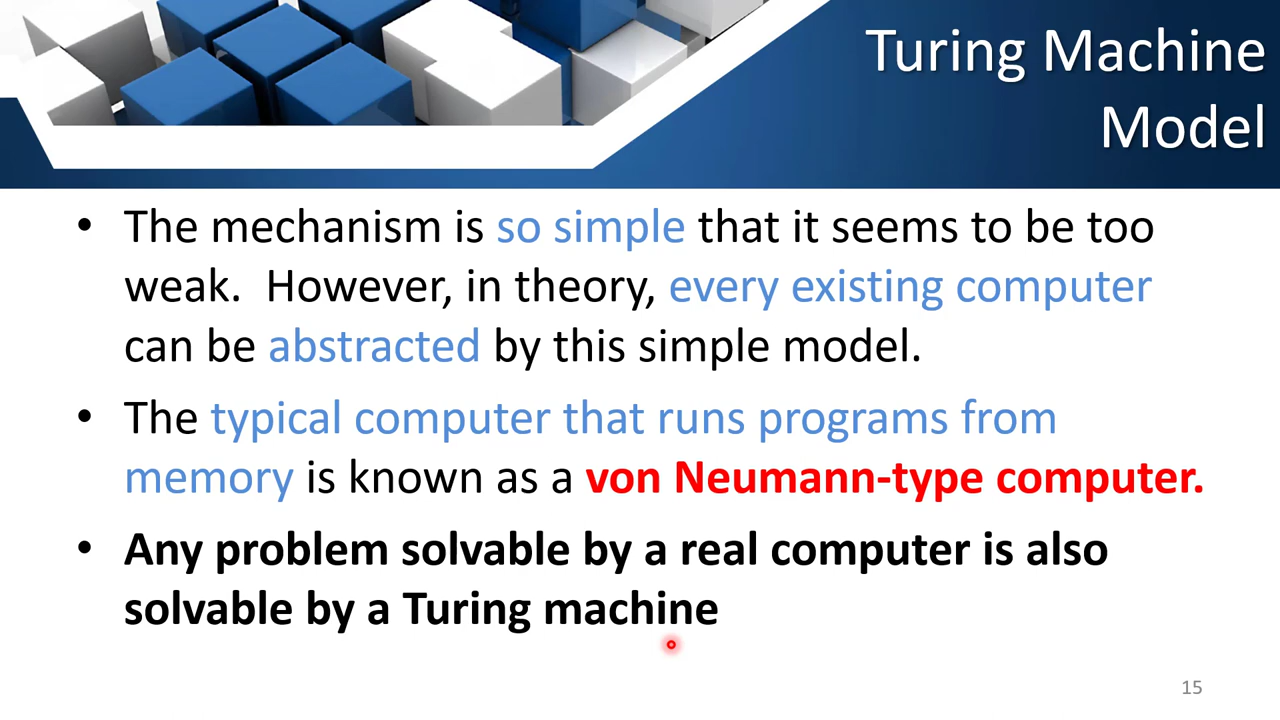 Turing Machine
Model
• The mechanism is so simple that it seems to be too
weak.  However, in theory, every existing computer
can be abstracted by this simple model.
• The typical computer that runs programs from
memory is known as a von Neumann-type computer.
• Any problem solvable by a real computer is also
solvable by a Turing machine
15